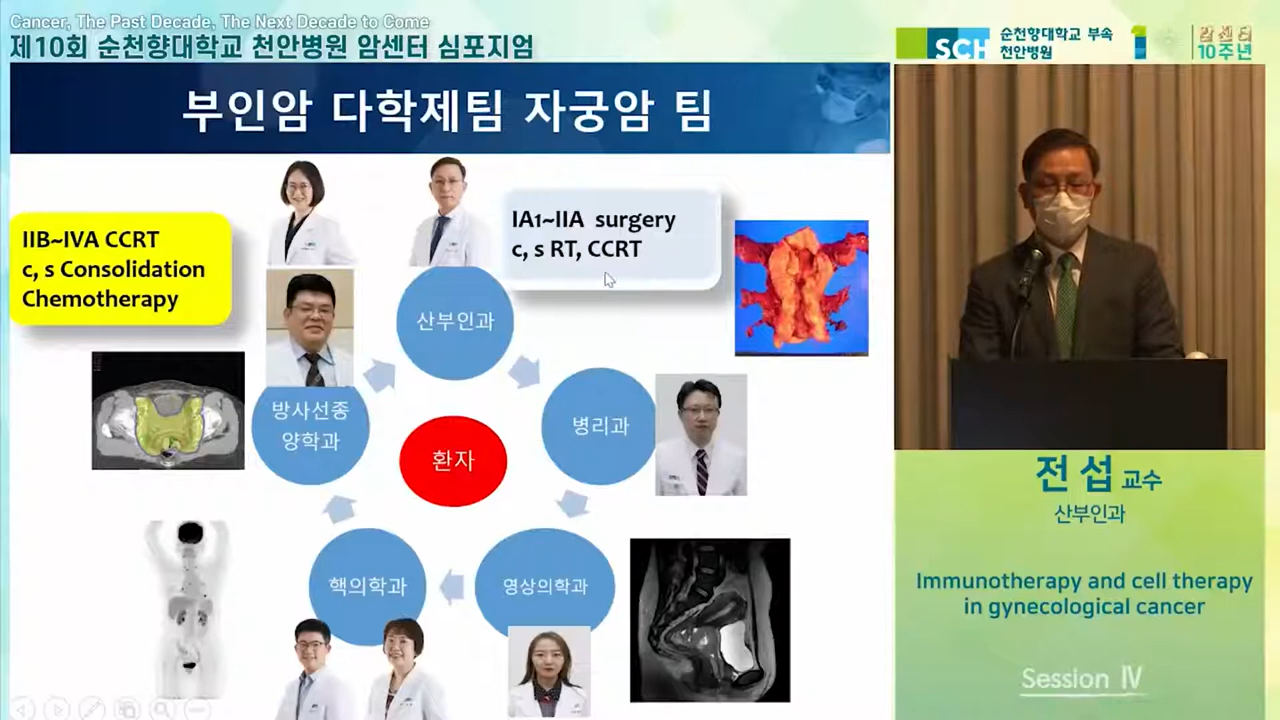 Cancer, The Past Decade, The Next Decade to Come
제10회 순천향대학교 천안병원 암센터 심포지엄
SCH
순천향대학교 부속
천안병원
암센터
10주년
부인암 다학제팀 자궁암 팀
IIB~IVA CCRT
c, s Consolidation
Chemotherapy
IA1~IIA surgery
c, s RT, CCRT
산부인과
방사선종
양학과
병리과
환자
핵의학과
영상의학과
전 섭 교수
산부인과
Immunotherapy and cell therapy
in gynecological cancer
Session Ⅳ